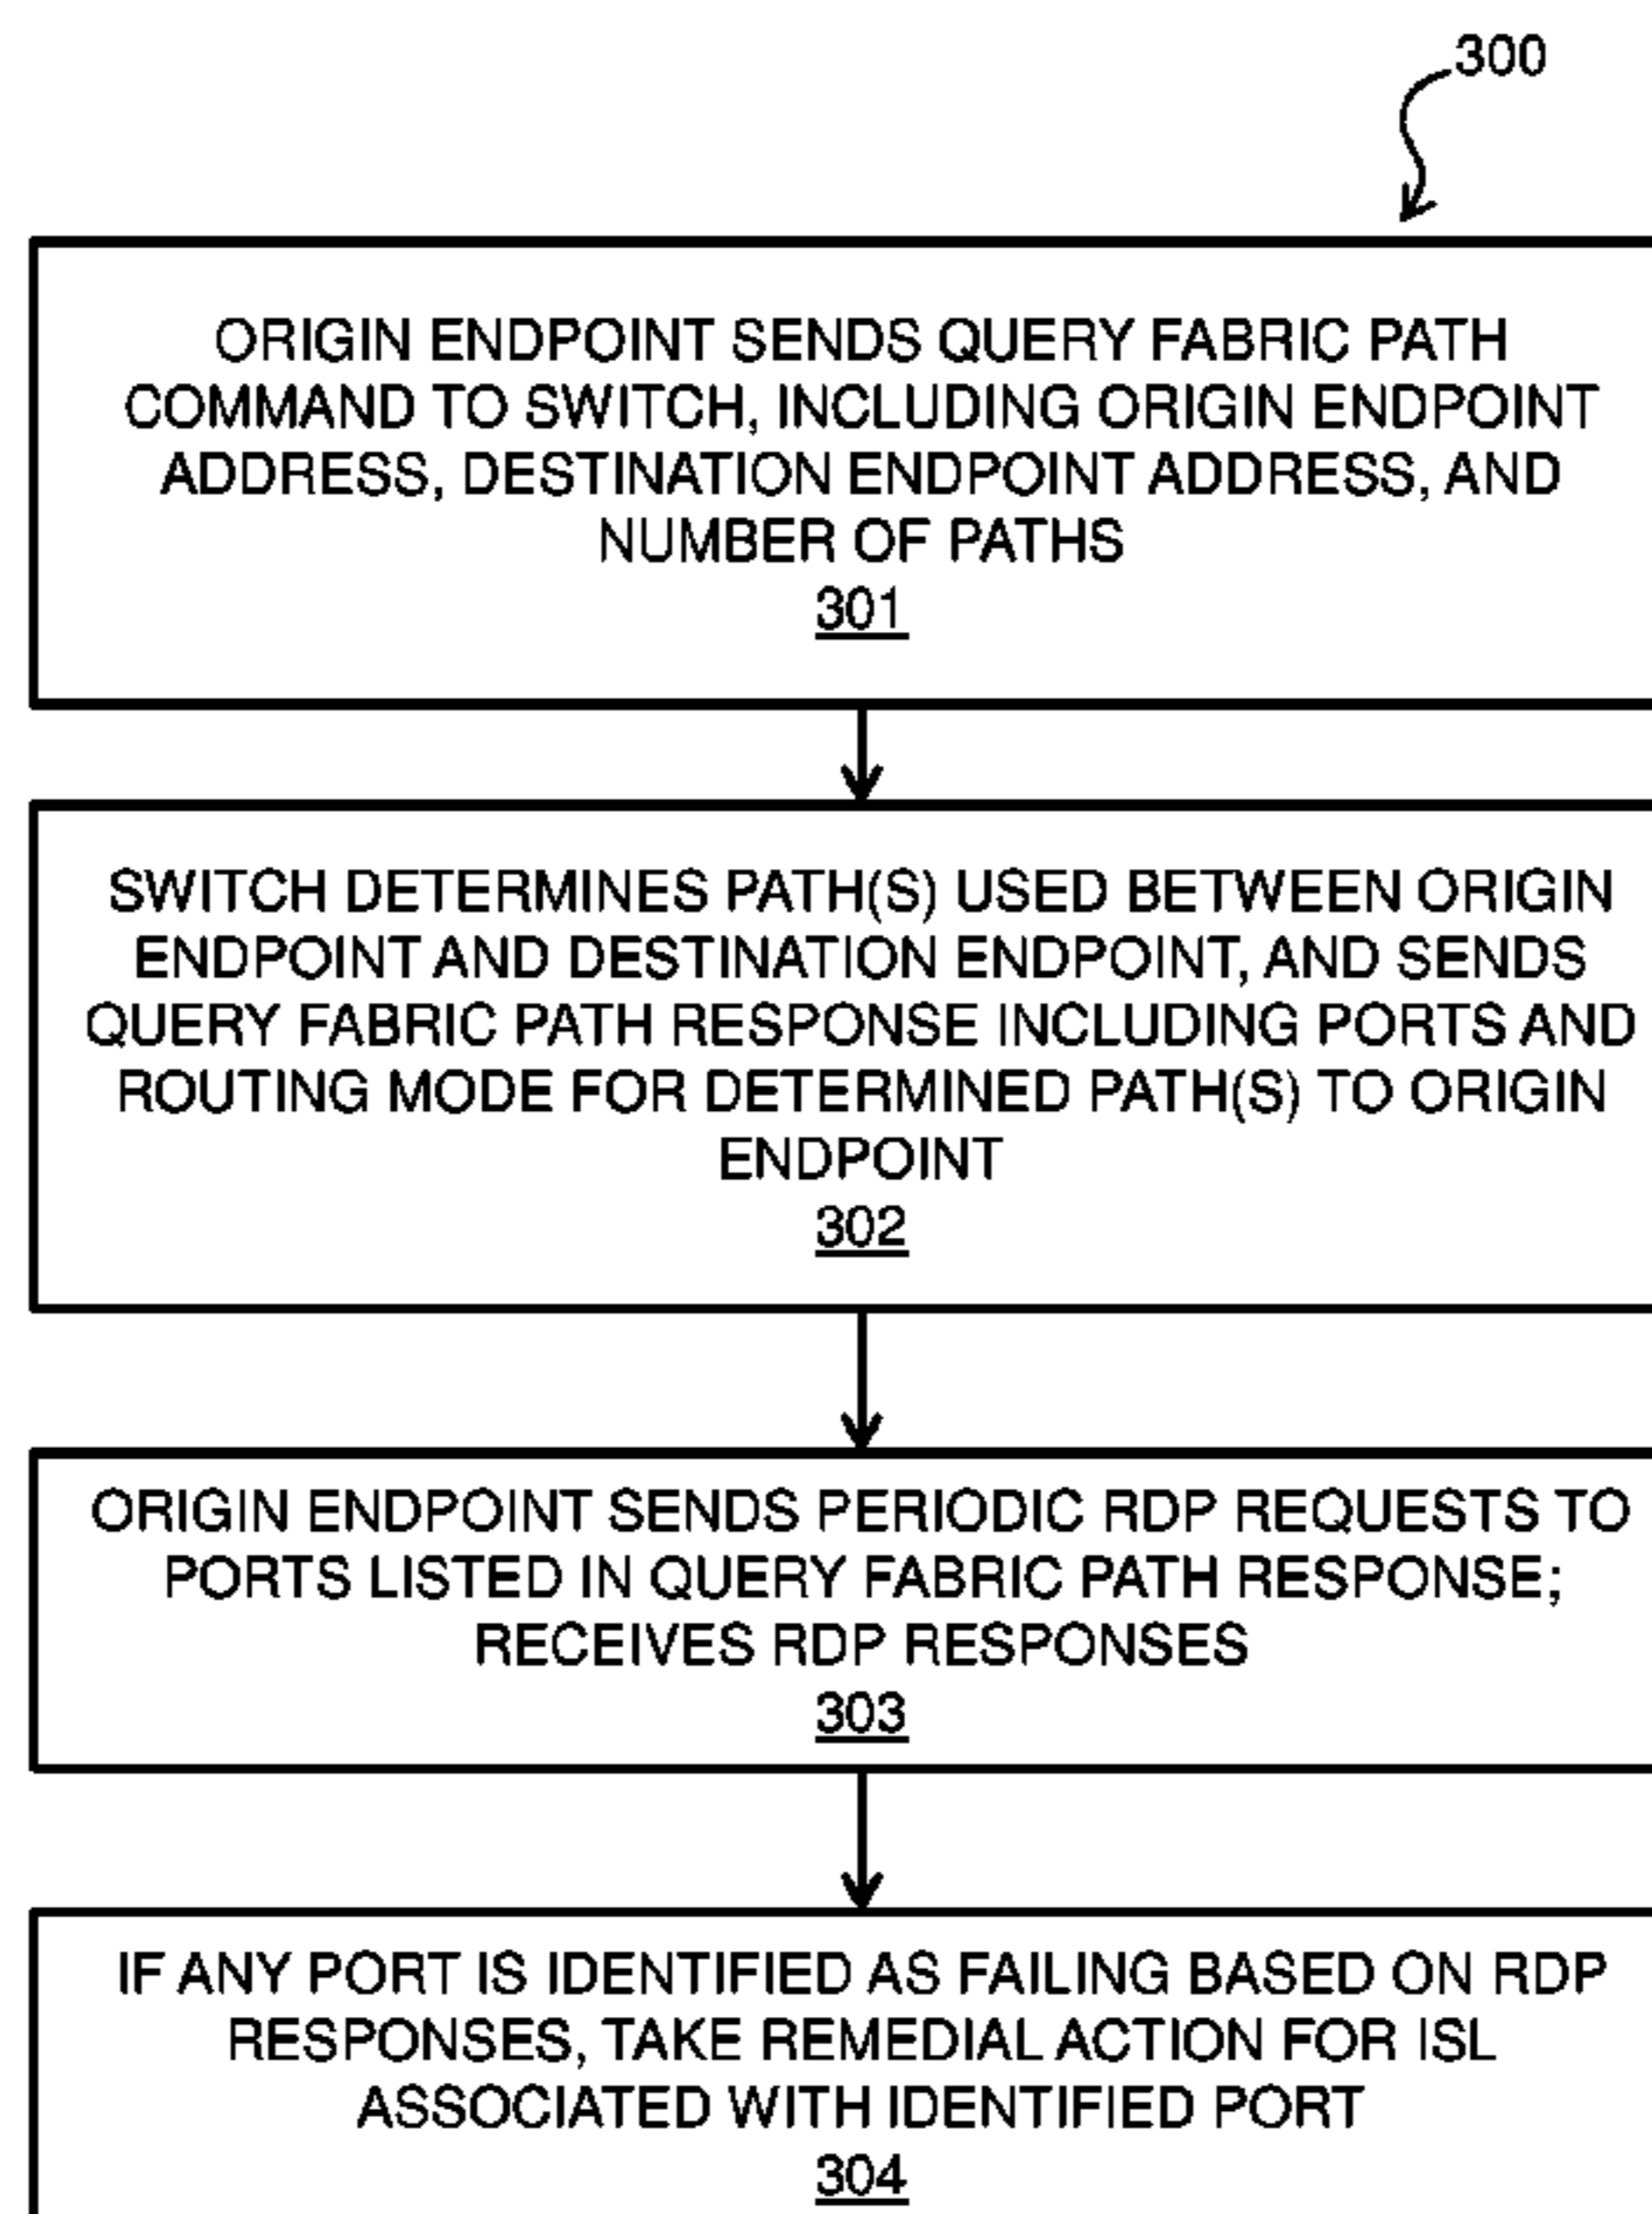 300
ORIGIN ENDPOINT SENDS QUERY FABRIC PATH
COMMAND TO SWITCH, INCLUDING ORIGIN ENDPOINT
ADDRESS, DESTINATION ENDPOINT ADDRESS, AND
NUMBER OF PATHS
301
SWITCH DETERMINES PATH(S) USED BETWEEN ORIGIN
ENDPOINT AND DESTINATION ENDPOINT, AND SENDS
QUERY FABRIC PATH RESPONSE INCLUDING PORTS AND
ROUTING MODE FOR DETERMINED PATH(S) TO ORIGIN
ENDPOINT
302
ORIGIN ENDPOINT SENDS PERIODIC RDP REQUESTS TO
PORTS LISTED IN QUERY FABRIC PATH RESPONSE;
RECEIVES RDP RESPONSES
303
IF ANY PORT IS IDENTIFIED AS FAILING BASED ON RDP
RESPONSES, TAKE REMEDIAL ACTION FOR ISL
ASSOCIATED WITH IDENTIFIED PORT
304